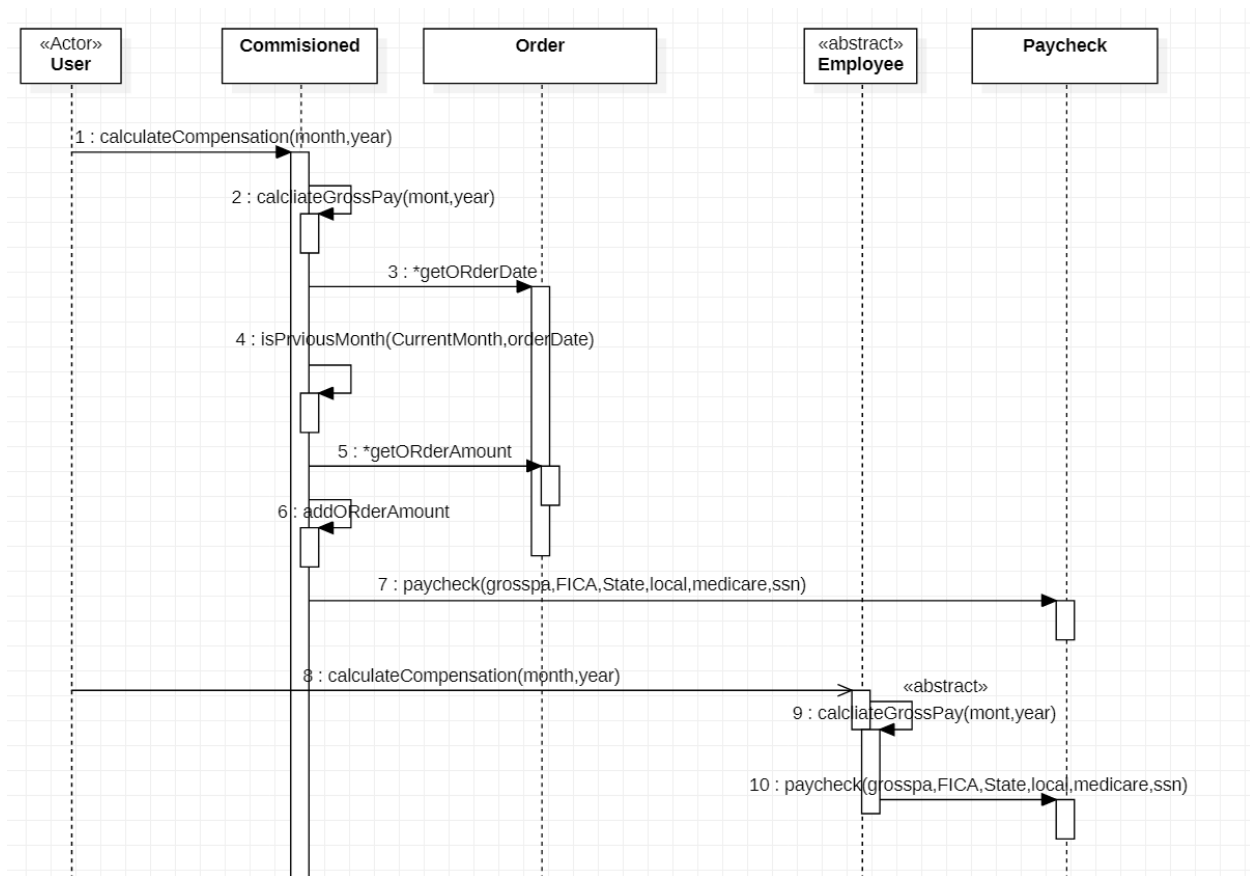 «Actor»
User
Commisioned
Order
«abstract»
Employee
Paycheck
1 : calculateCompensation(month,year)
2 : calcliateGrossPay(mont,year)
3 : *getORderDate
4 : isPrviousMonth(CurrentMonth,orderDate)
5 : *getORderAmount
6 : addORderAmount
7 : paycheck(grosspa,FICA,State,local,medicare,ssn)
8 : calculateCompensation(month,year)
«abstract»
9 : calcliateGrossPay(mont,year)
10 : paycheck(grosspa,FICA,State,local,medicare,ssn)